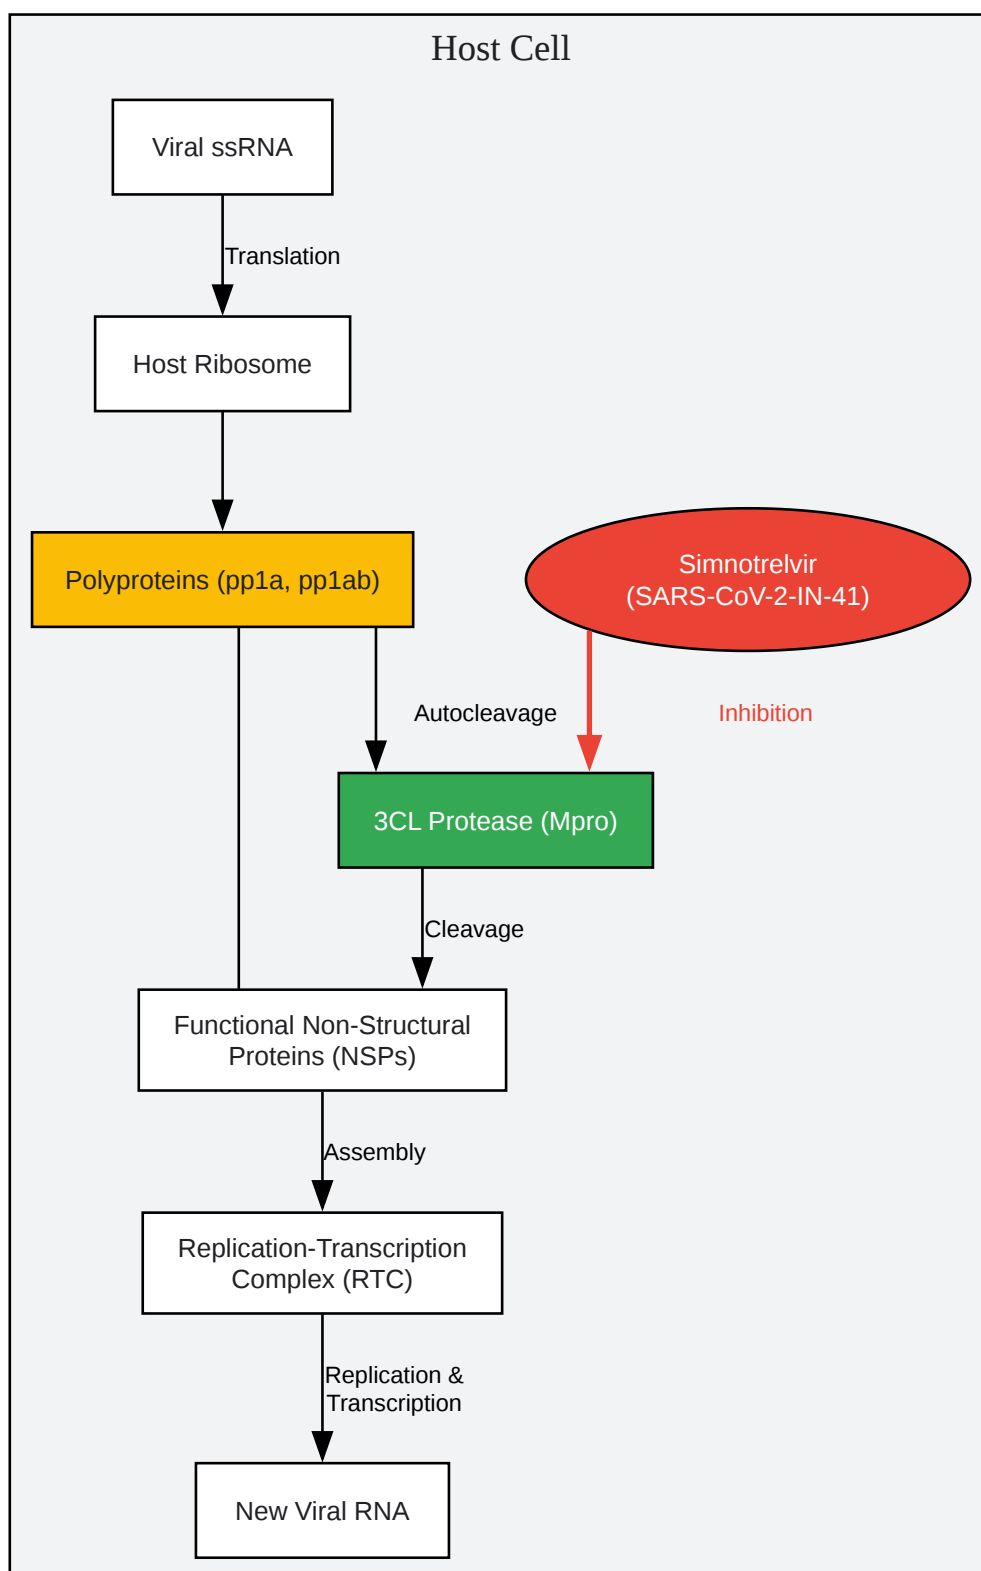 Host Cell
Viral ssRNA
Translation
Host Ribosome
Polyproteins (pp1a, pp1ab)
Simnotrelvir
(SARS-CoV-2-IN-41)
Autocleavage
Inhibition
3CL Protease (Mpro)
Cleavage
Functional Non-Structural
Proteins (NSPs)
Assembly
Replication-Transcription
Complex (RTC)
Replication &
Transcription
New Viral RNA